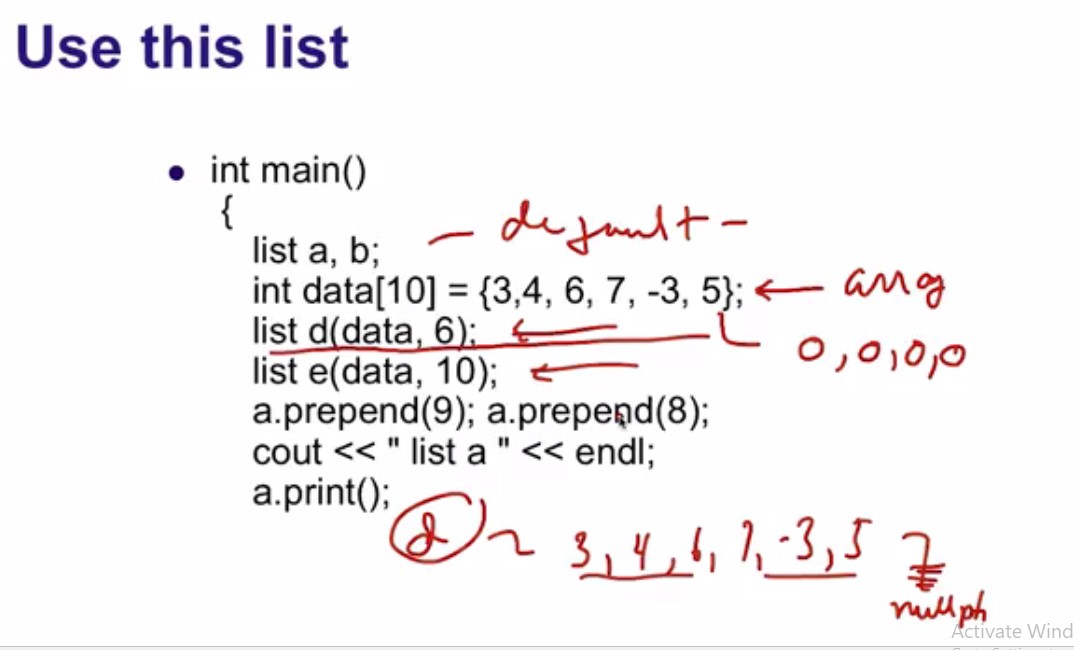 Use this list
• int main()
{
list a, b; — default —
int data[10] = {3,4, 6, 7, -3, 5}; ← array
list d(data, 6); 0,0,0,0
list e(data, 10);
a.prepend(9); a.prepend(8);
cout << " list a " << endl;
a.print();
d ~ 3, 4, 6, 7, -3, 5
nullptr
Activate Wind